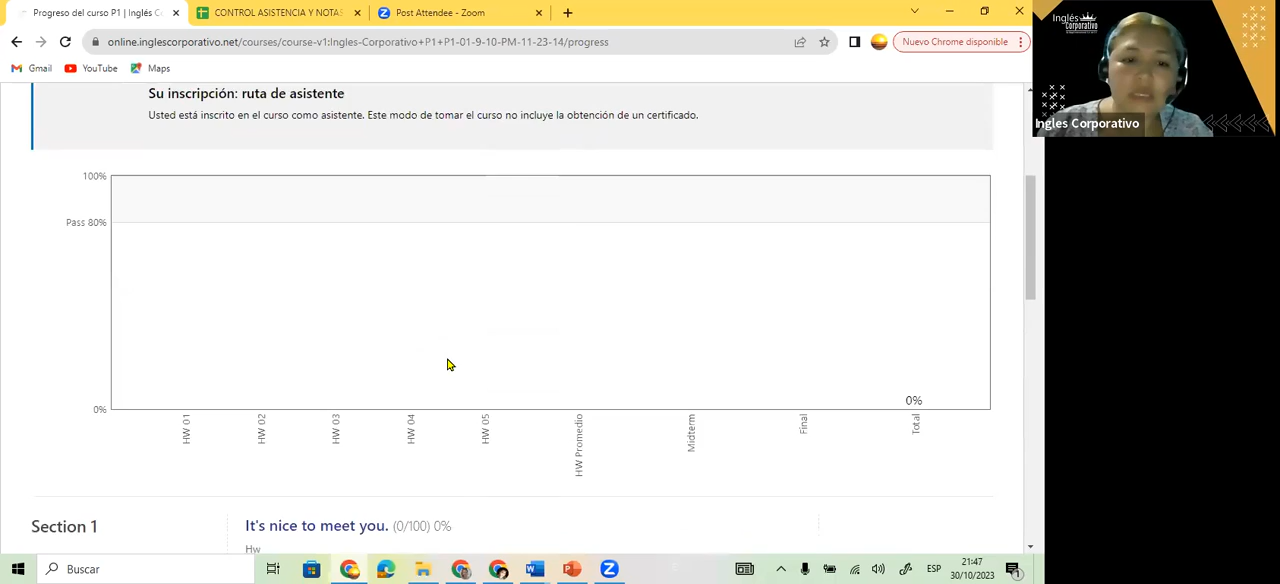 Progreso del curso P1 | Inglés C
CONTROL ASISTENCIA Y NOTAS
Post Attendee - Zoom
online.inglescorporativo.net/courses/course-v1:Ingles-Corporativo+P1+P1-01-9-10-PM-11-23-14/progress
Nuevo Chrome disponible
Gmail
YouTube
Maps
Inglés
Corporativo
Ingles Corporativo
Su inscripción: ruta de asistente
Usted está inscrito en el curso como asistente. Este modo de tomar el curso no incluye la obtención de un certificado.
100%
Pass 80%
0%
0%
HW 01
HW 02
HW 03
HW 04
HW 05
HW Promedio
Midterm
Final
Total
Section 1
It's nice to meet you. (0/100) 0%
Hw
Buscar
ESP
21:47
30/10/2023